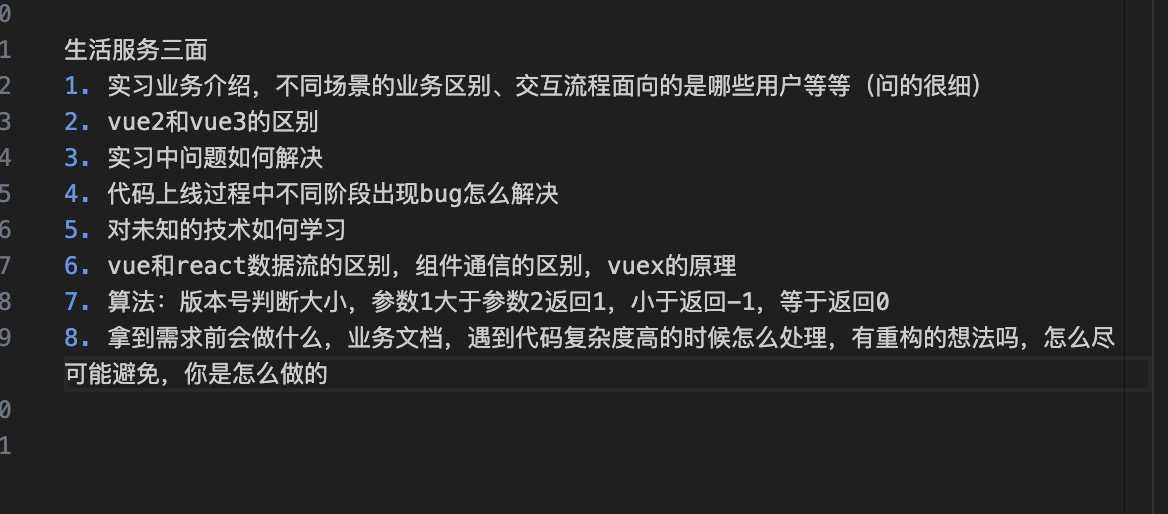 0
1 生活服务三面
2 1. 实习业务介绍，不同场景的业务区别、交互流程面向的是哪些用户等等（问的很细）
3 2. vue2和vue3的区别
4 3. 实习中问题如何解决
5 4. 代码上线过程中不同阶段出现bug怎么解决
6 5. 对未知的技术如何学习
7 6. vue和react数据流的区别，组件通信的区别，vuex的原理
8 7. 算法：版本号判断大小，参数1大于参数2返回1，小于返回-1，等于返回0
9 8. 拿到需求前会做什么，业务文档，遇到代码复杂度高的时候怎么处理，有重构的想法吗，怎么尽
可能避免，你是怎么做的
0
1